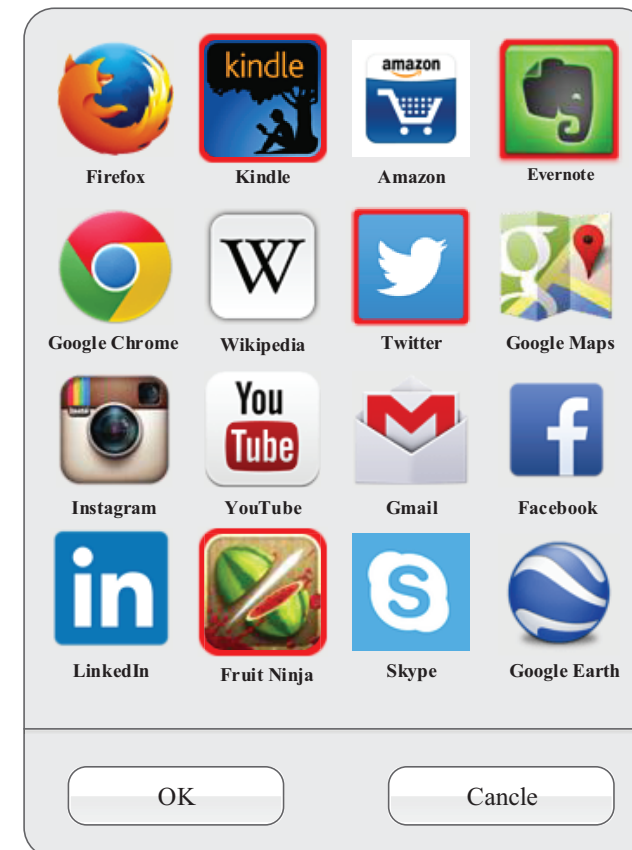 kindle
amazon
Firefox Kindle Amazon Evernote
W
g
Google Chrome Wikipedia Twitter Google Maps
You
Tube
f
Instagram YouTube Gmail Facebook
in
S
LinkedIn Fruit Ninja Skype Google Earth
OK Cancle